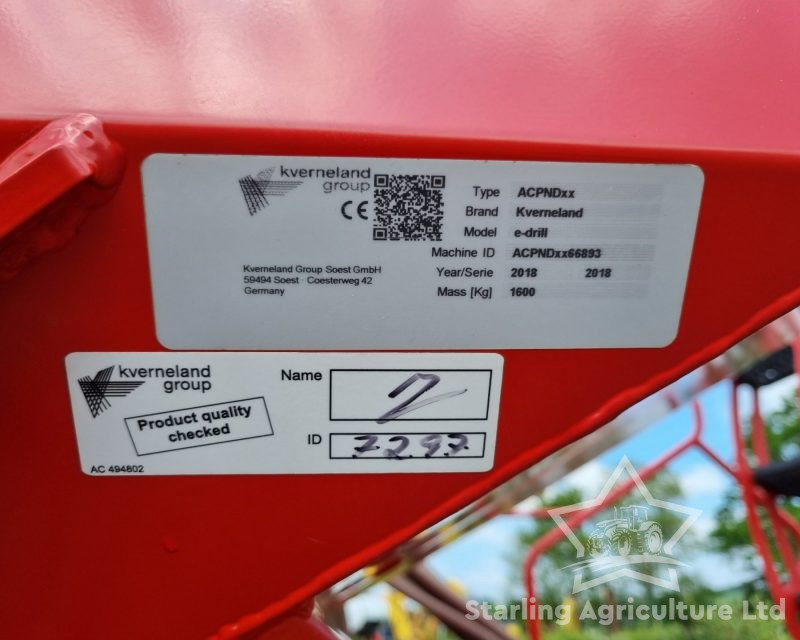 kverneland
group
CE
Type ACPNDxx
Brand Kverneland
Model e-drill
Machine ID ACPNDxx66893
Year/Serie 2018 2018
Mass [Kg] 1600
Kverneland Group Soest GmbH
59494 Soest · Coesterweg 42
Germany
kverneland
group
Product quality
checked
AC 494802
Name
ID 7297
Starling Agriculture Ltd